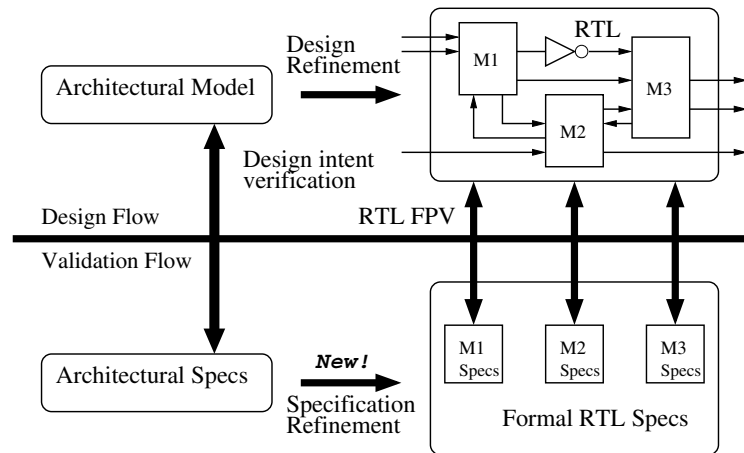 Design
Refinement
RTL
M1
M3
M2
Architectural Model
Design intent
verification
Design Flow
RTL FPV
Validation Flow
Architectural Specs
New!
Specification
Refinement
M1
Specs
M2
Specs
M3
Specs
Formal RTL Specs